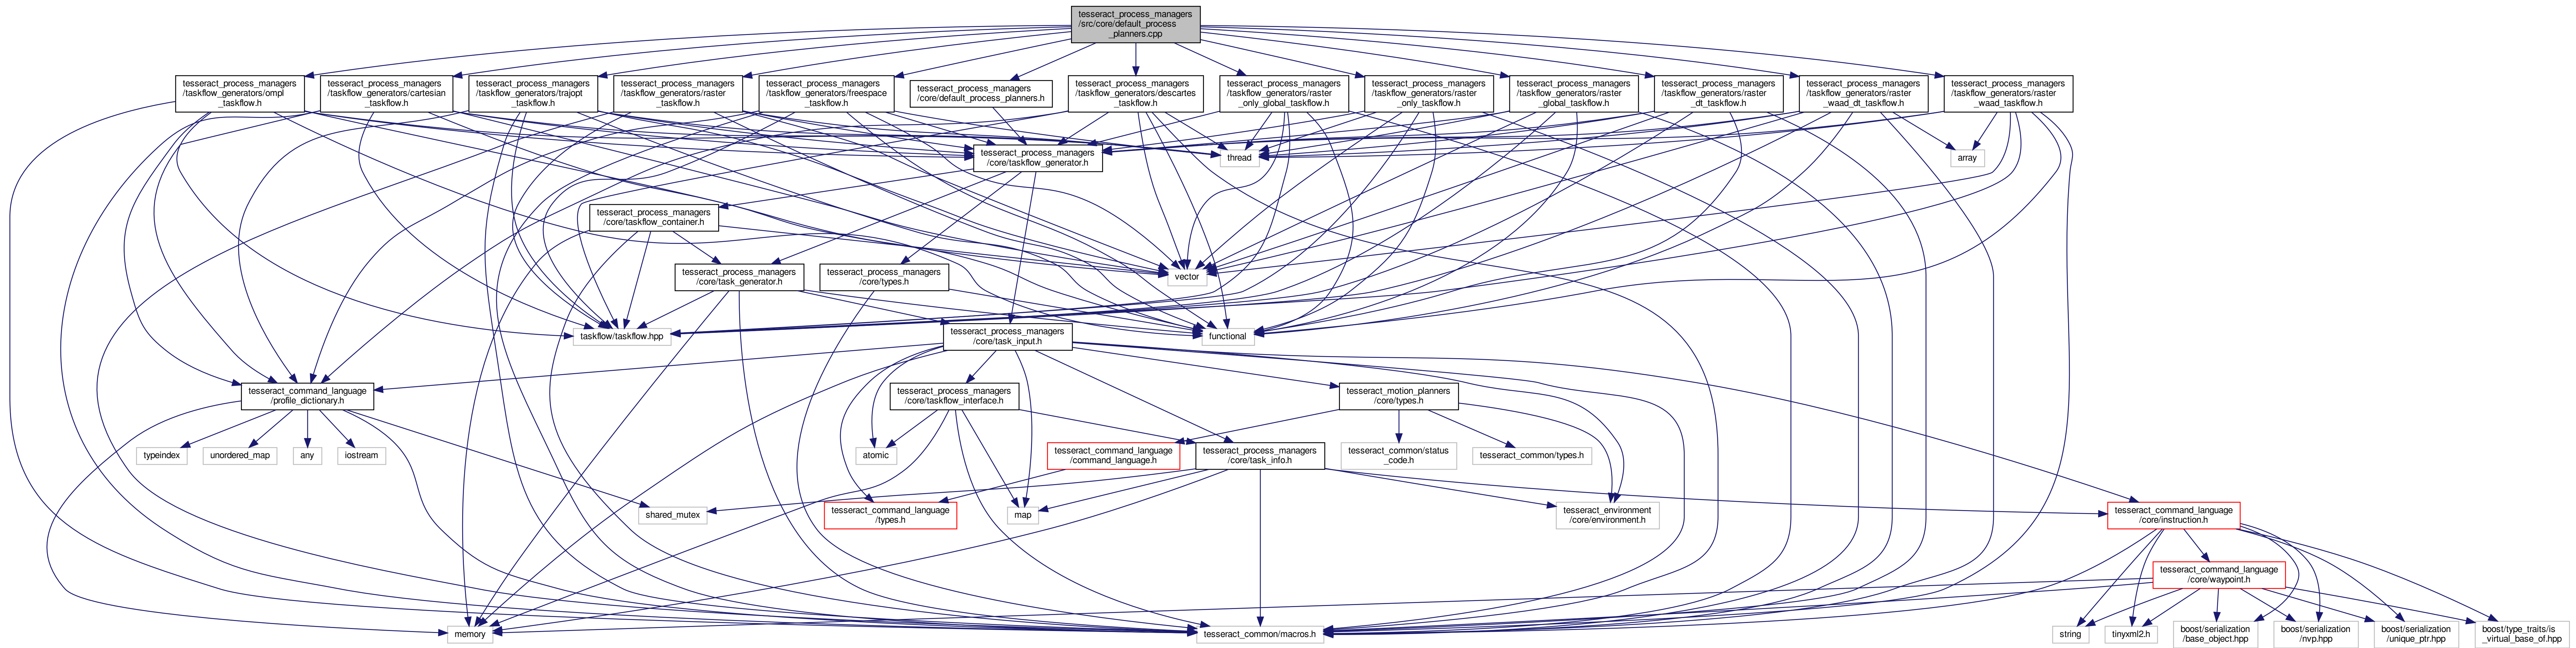 tesseract_process_managers
/src/core/default_process
_planners.cpp
tesseract_process_managers
/taskflow_generators/ompl
_taskflow.h
tesseract_process_managers
/taskflow_generators/cartesian
_taskflow.h
tesseract_process_managers
/taskflow_generators/trajopt
_taskflow.h
tesseract_process_managers
/taskflow_generators/raster
_taskflow.h
tesseract_process_managers
/taskflow_generators/freespace
_taskflow.h
tesseract_process_managers
/core/default_process_planners.h
tesseract_process_managers
/taskflow_generators/descartes
_taskflow.h
tesseract_process_managers
/taskflow_generators/raster
_only_global_taskflow.h
tesseract_process_managers
/taskflow_generators/raster
_only_taskflow.h
tesseract_process_managers
/taskflow_generators/raster
_global_taskflow.h
tesseract_process_managers
/taskflow_generators/raster
_dt_taskflow.h
tesseract_process_managers
/taskflow_generators/raster
_waad_dt_taskflow.h
tesseract_process_managers
/taskflow_generators/raster
_waad_taskflow.h
tesseract_process_managers
/core/taskflow_generator.h
thread
array
tesseract_process_managers
/core/taskflow_container.h
tesseract_process_managers
/core/task_generator.h
tesseract_process_managers
/core/types.h
vector
taskflow/taskflow.hpp
tesseract_process_managers
/core/task_input.h
functional
tesseract_command_language
/profile_dictionary.h
tesseract_process_managers
/core/taskflow_interface.h
tesseract_motion_planners
/core/types.h
typeindex
unordered_map
any
iostream
atomic
tesseract_command_language
/command_language.h
tesseract_process_managers
/core/task_info.h
tesseract_common/status
_code.h
tesseract_common/types.h
shared_mutex
tesseract_command_language
/types.h
map
tesseract_environment
/core/environment.h
tesseract_command_language
/core/instruction.h
tesseract_command_language
/core/waypoint.h
memory
tesseract_common/macros.h
string
tinyxml2.h
boost/serialization
/base_object.hpp
boost/serialization
/nvp.hpp
boost/serialization
/unique_ptr.hpp
boost/type_traits/is
_virtual_base_of.hpp